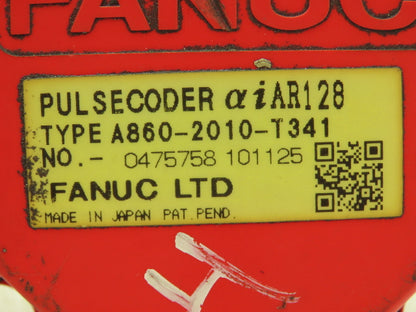 FANUC
PULSECODER αiAR128
TYPE A860-2010-T341
NO.- 0475758 101125
FANUC LTD
MADE IN JAPAN PAT. PEND.